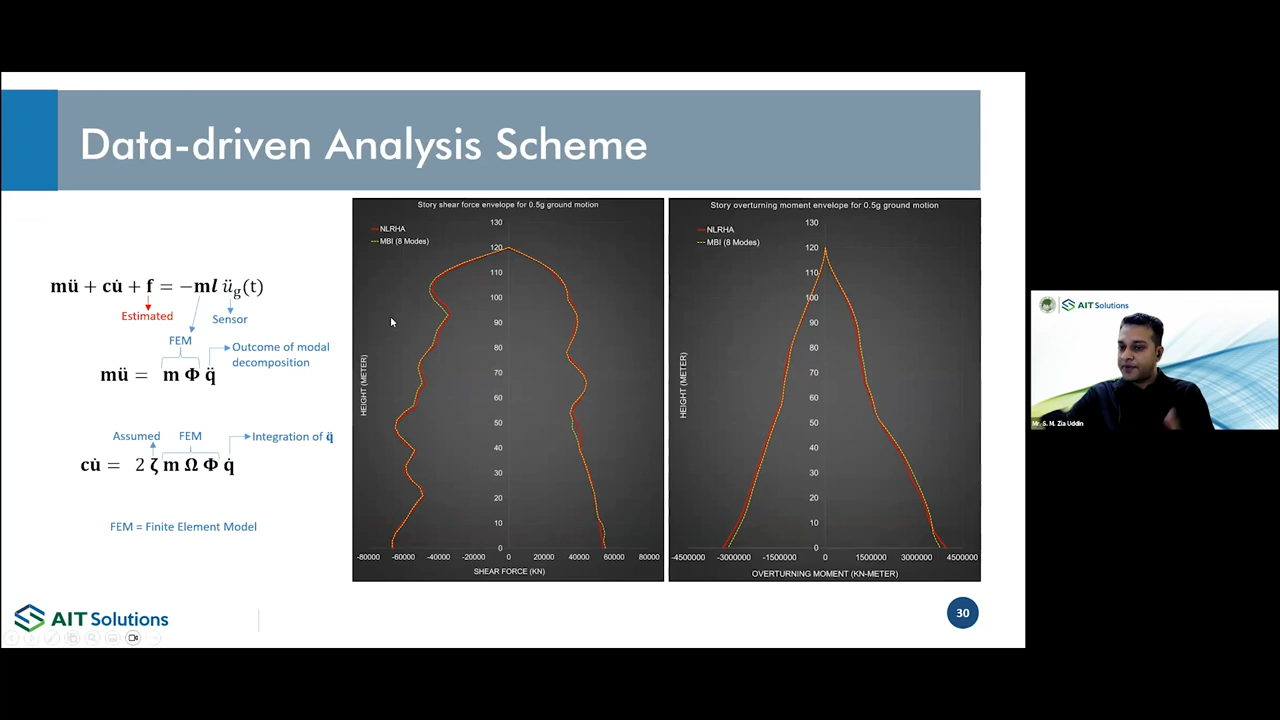 Data-driven Analysis Scheme
mü + cu̇ + f = −ml ü_g(t)
Estimated
Sensor
FEM
Outcome of modal
decomposition
mü = m Φ q̈
Assumed
FEM
Integration of q̈
cu̇ = 2 ζ m Ω Φ q̇
FEM = Finite Element Model
Story shear force envelope for 0.5g ground motion
NLRHA
MBI (8 Modes)
130
120
110
100
90
80
70
60
50
40
30
20
10
0
HEIGHT (METER)
-80000 -60000 -40000 -20000 0 20000 40000 60000 80000
SHEAR FORCE (KN)
Story overturning moment envelope for 0.5g ground motion
NLRHA
MBI (8 Modes)
130
120
110
100
90
80
70
60
50
40
30
20
10
0
HEIGHT (METER)
-4500000 -3000000 -1500000 0 1500000 3000000 4500000
OVERTURNING MOMENT (KN-METER)
AIT Solutions
30
AIT Solutions
Mr. S. M. Zia Uddin